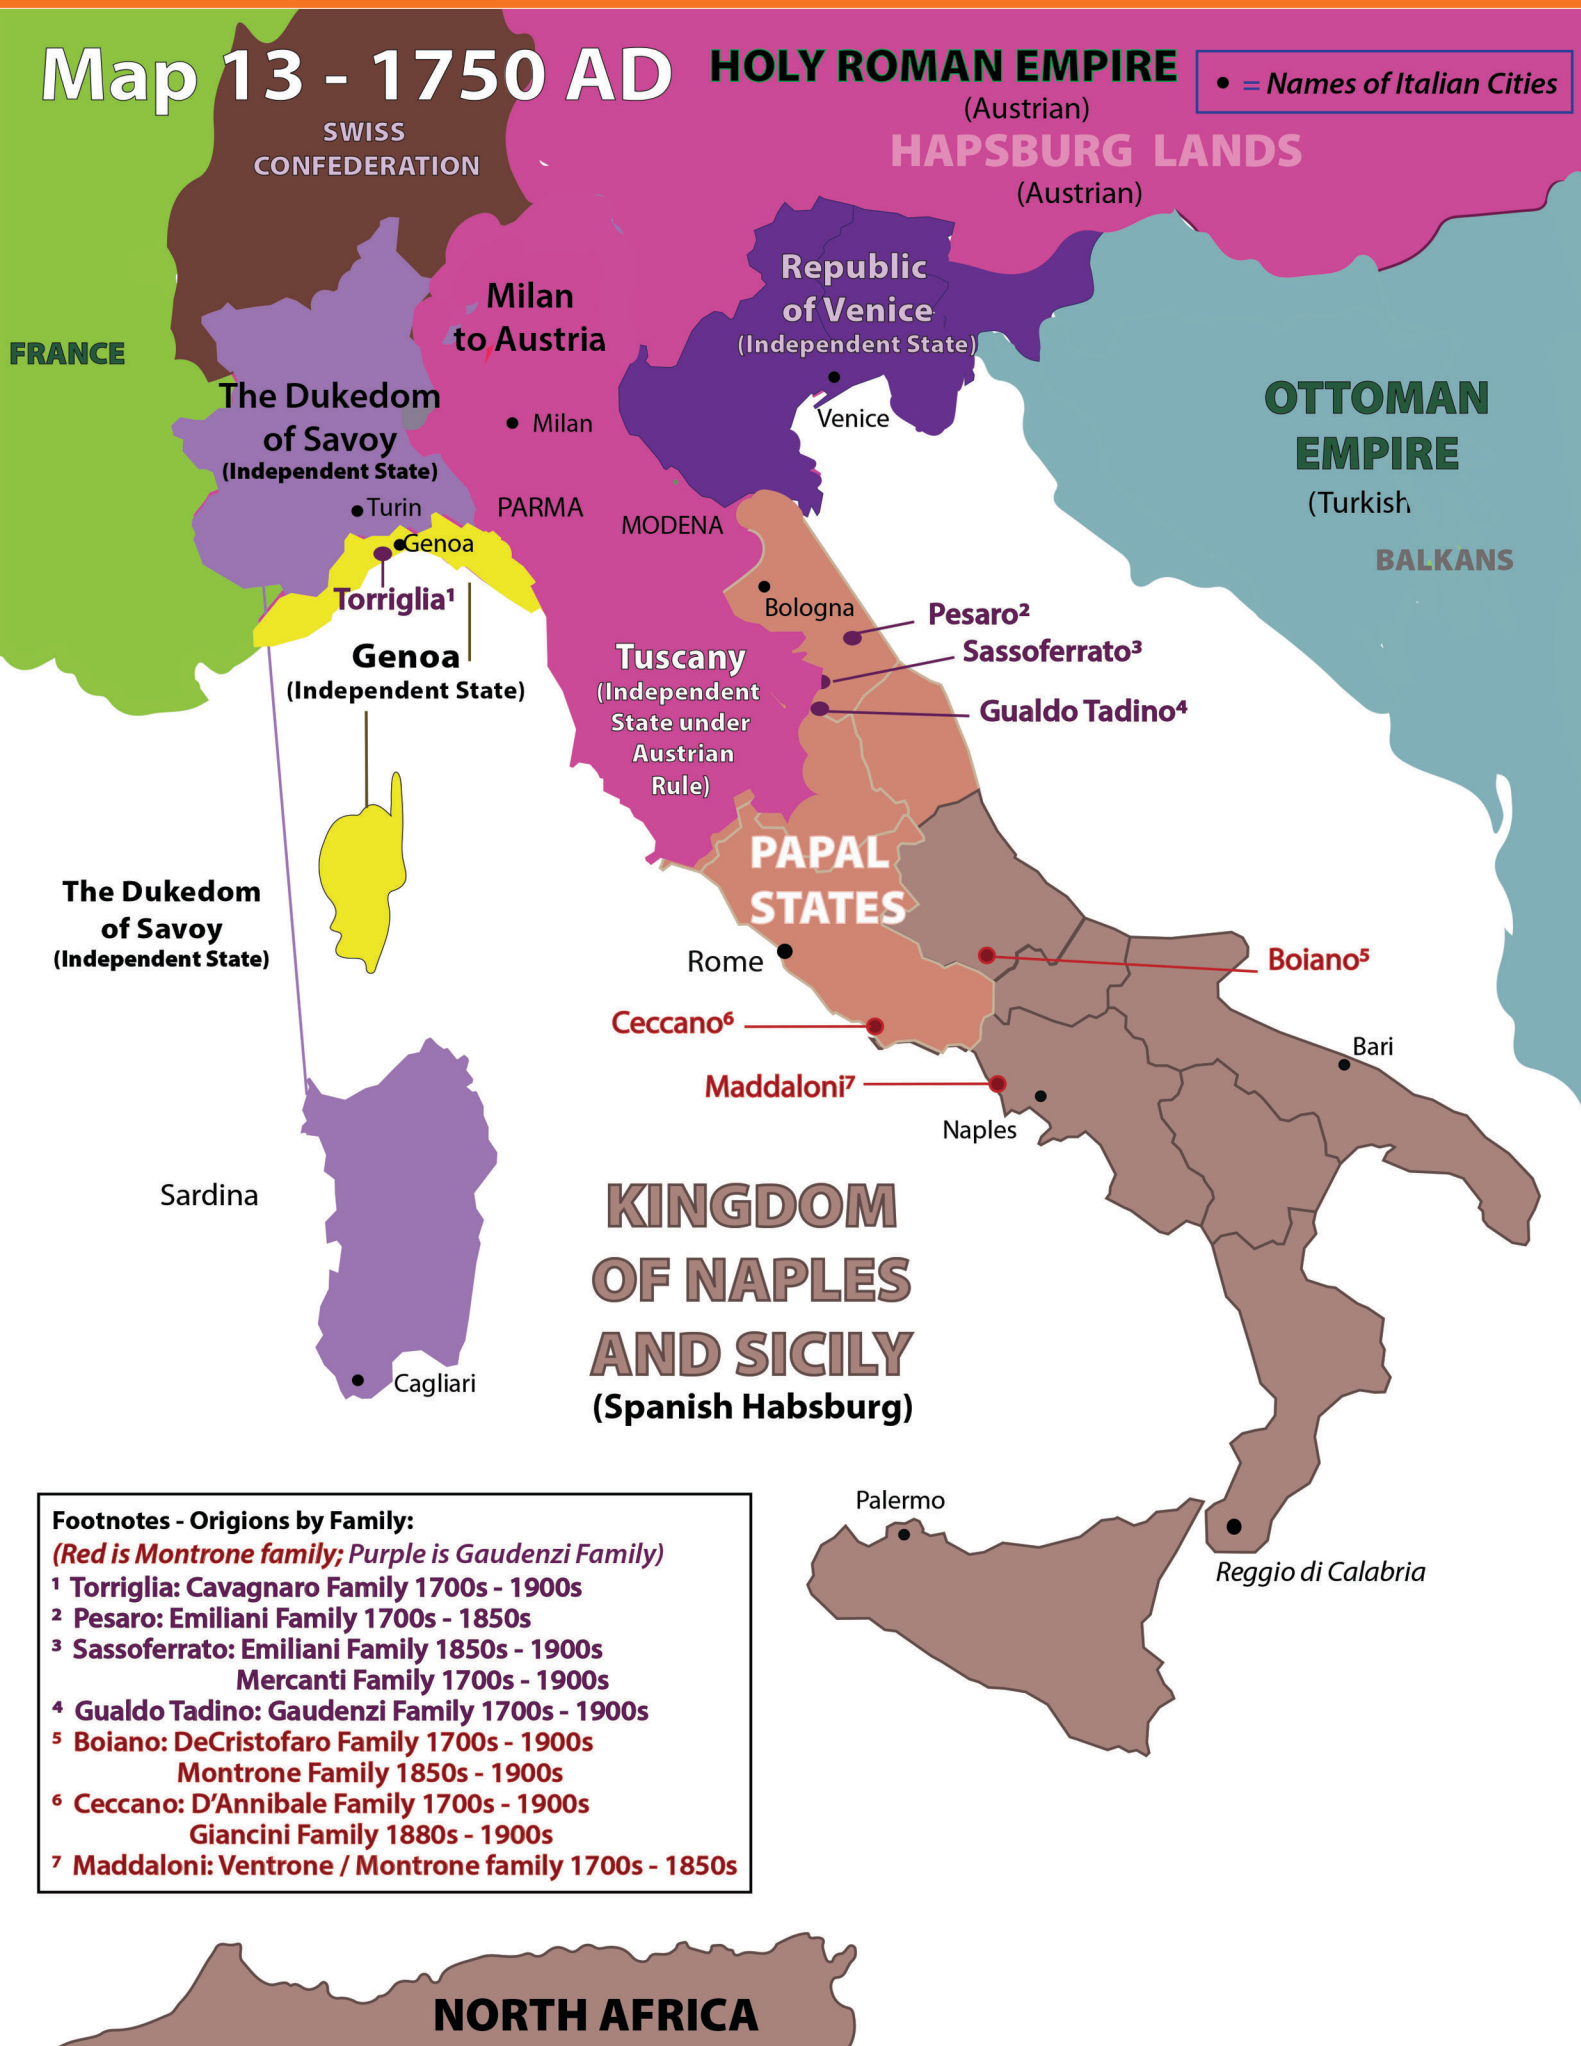 Map 13 - 1750 AD
HOLY ROMAN EMPIRE
(Austrian)
• = Names of Italian Cities
HAPSBURG LANDS
(Austrian)
SWISS
CONFEDERATION
FRANCE
Milan
to Austria
Republic
of Venice
(Independent State)
Venice
The Dukedom
of Savoy
(Independent State)
Milan
Turin
PARMA
MODENA
OTTOMAN
EMPIRE
(Turkish
BALKANS
Genoa
Torriglia¹
Genoa
(Independent State)
Bologna
Pesaro²
Sassoferrato³
Gualdo Tadino⁴
Tuscany
(Independent
State under
Austrian
Rule)
PAPAL
STATES
The Dukedom
of Savoy
(Independent State)
Rome
Boiano⁵
Ceccano⁶
Maddaloni⁷
Bari
Naples
Sardina
KINGDOM
OF NAPLES
AND SICILY
(Spanish Habsburg)
Cagliari
Palermo
Reggio di Calabria
Footnotes - Origions by Family:
(Red is Montrone family; Purple is Gaudenzi Family)
¹ Torriglia: Cavagnaro Family 1700s - 1900s
² Pesaro: Emiliani Family 1700s - 1850s
³ Sassoferrato: Emiliani Family 1850s - 1900s
Mercanti Family 1700s - 1900s
⁴ Gualdo Tadino: Gaudenzi Family 1700s - 1900s
⁵ Boiano: DeCristofaro Family 1700s - 1900s
Montrone Family 1850s - 1900s
⁶ Ceccano: D'Annibale Family 1700s - 1900s
Giancini Family 1880s - 1900s
⁷ Maddaloni: Ventrone / Montrone family 1700s - 1850s
NORTH AFRICA